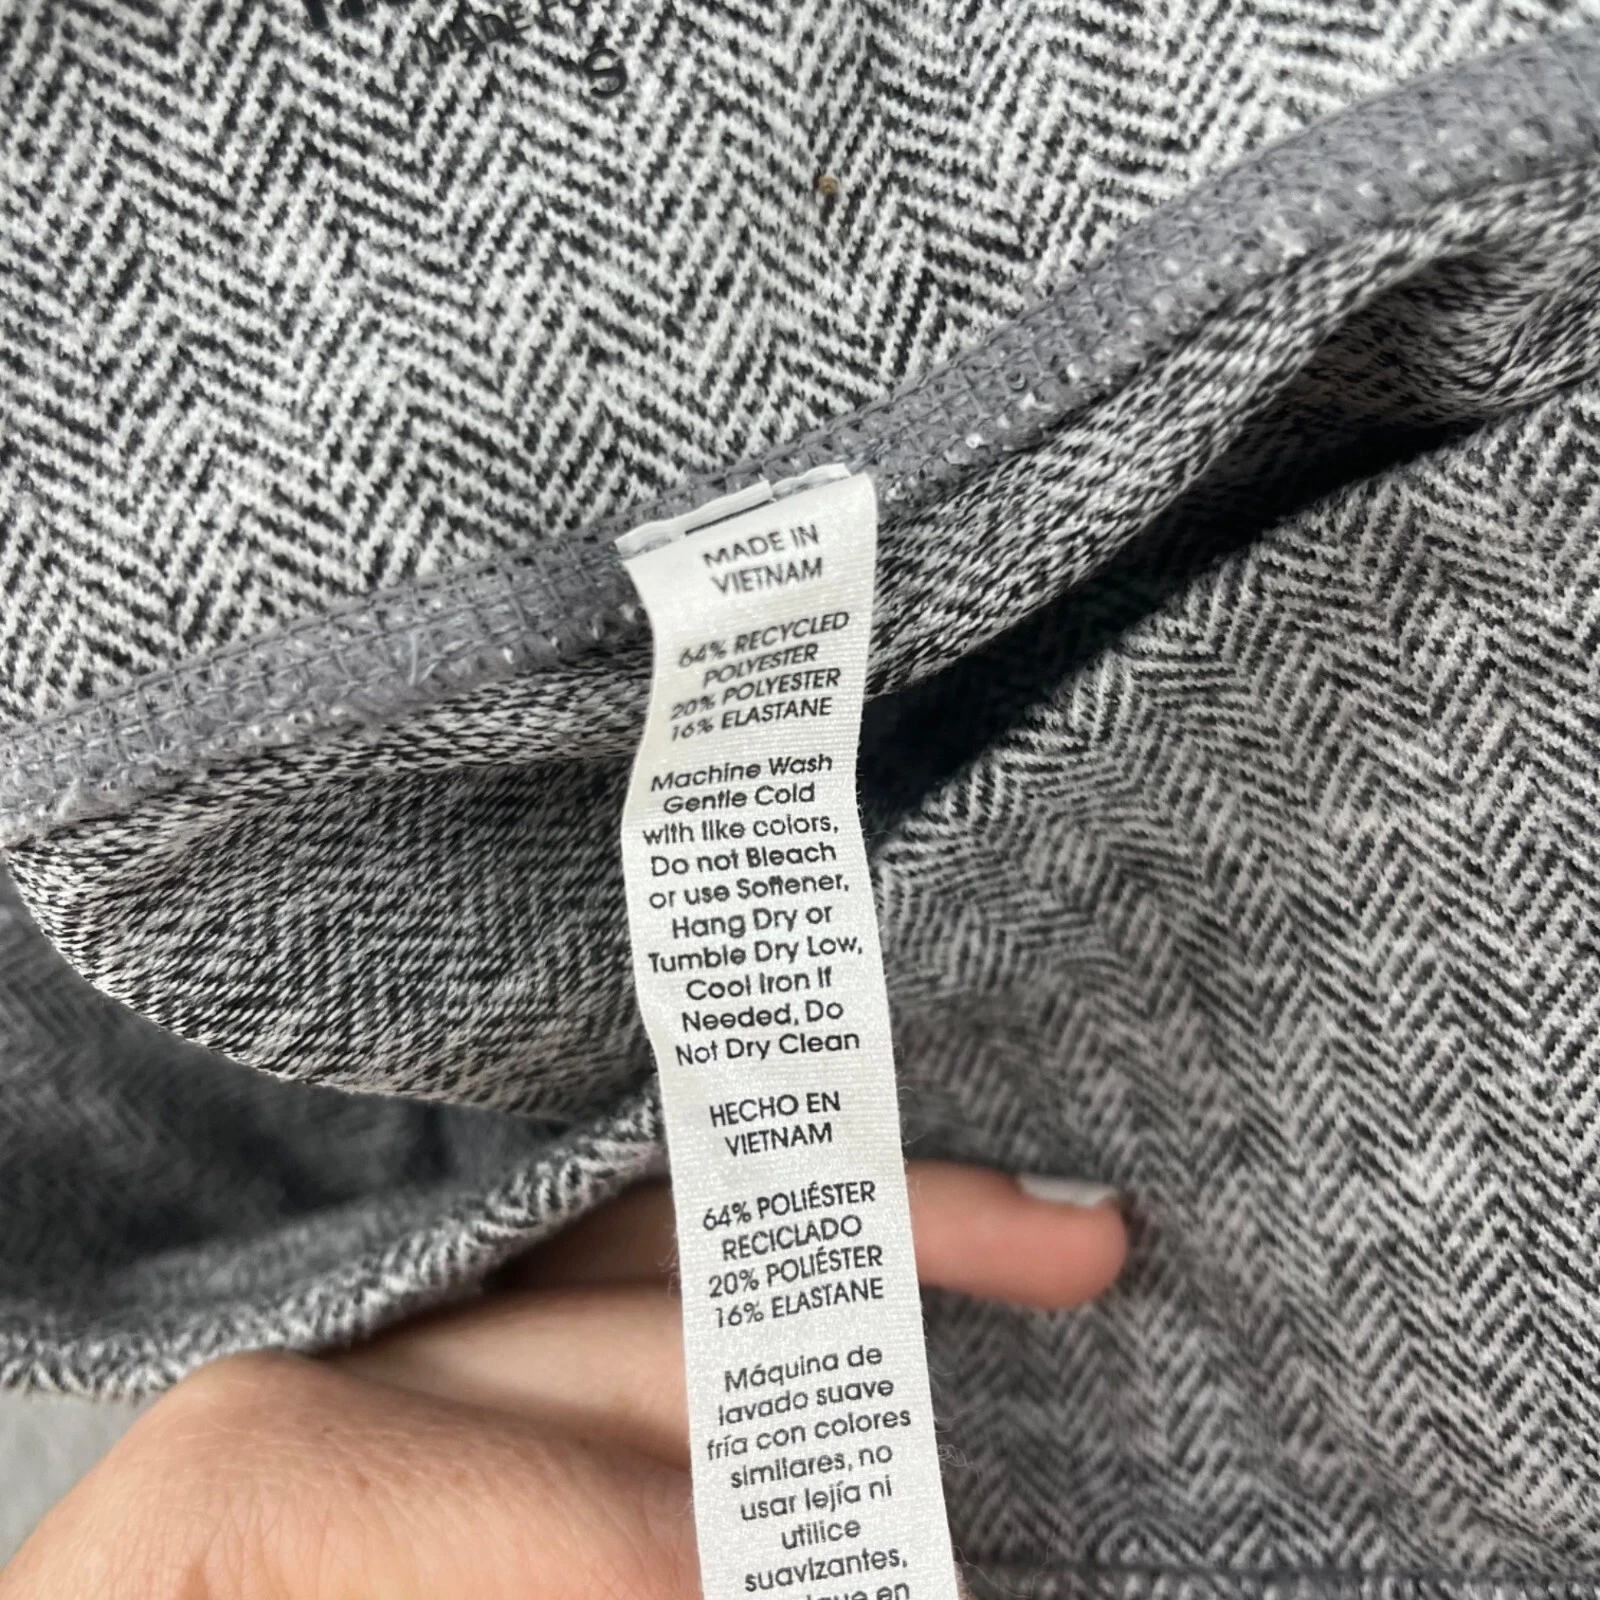 MADE
S
MADE IN
VIETNAM
64% RECYCLED
POLYESTER
20% POLYESTER
16% ELASTANE
Machine Wash
Gentle Cold
with like colors,
Do not Bleach
or use Softener,
Hang Dry or
Tumble Dry Low,
Cool Iron If
Needed, Do
Not Dry Clean
HECHO EN
VIETNAM
64% POLIÉSTER
RECICLADO
20% POLIÉSTER
16% ELASTANE
Máquina de
lavado suave
fría con colores
similares, no
usar lejía ni
utilice
suavizantes,
en